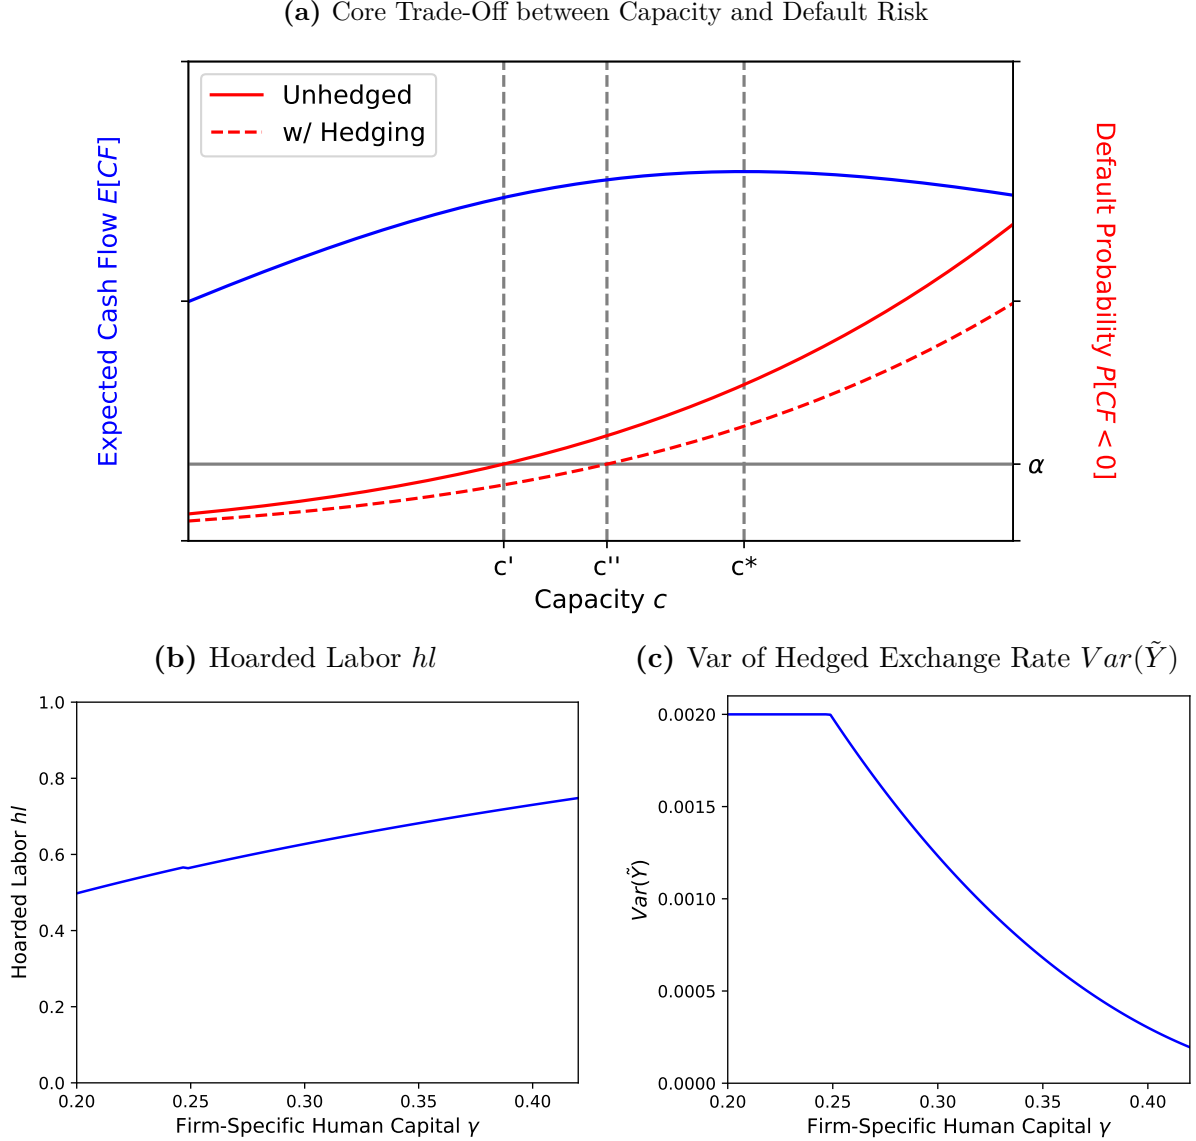 (a) Core Trade-Off between Capacity and Default Risk
Unhedged
w/ Hedging
Expected Cash Flow E[CF]
Default Probability P[CF < 0]
α
c'
c''
c*
Capacity c
(b) Hoarded Labor hl
1.0
0.8
0.6
0.4
0.2
0.0
Hoarded Labor hl
0.20
0.25
0.30
0.35
0.40
Firm-Specific Human Capital γ
(c) Var of Hedged Exchange Rate Var(Ỹ)
0.0020
0.0015
0.0010
0.0005
0.0000
Var(Ỹ)
0.20
0.25
0.30
0.35
0.40
Firm-Specific Human Capital γ